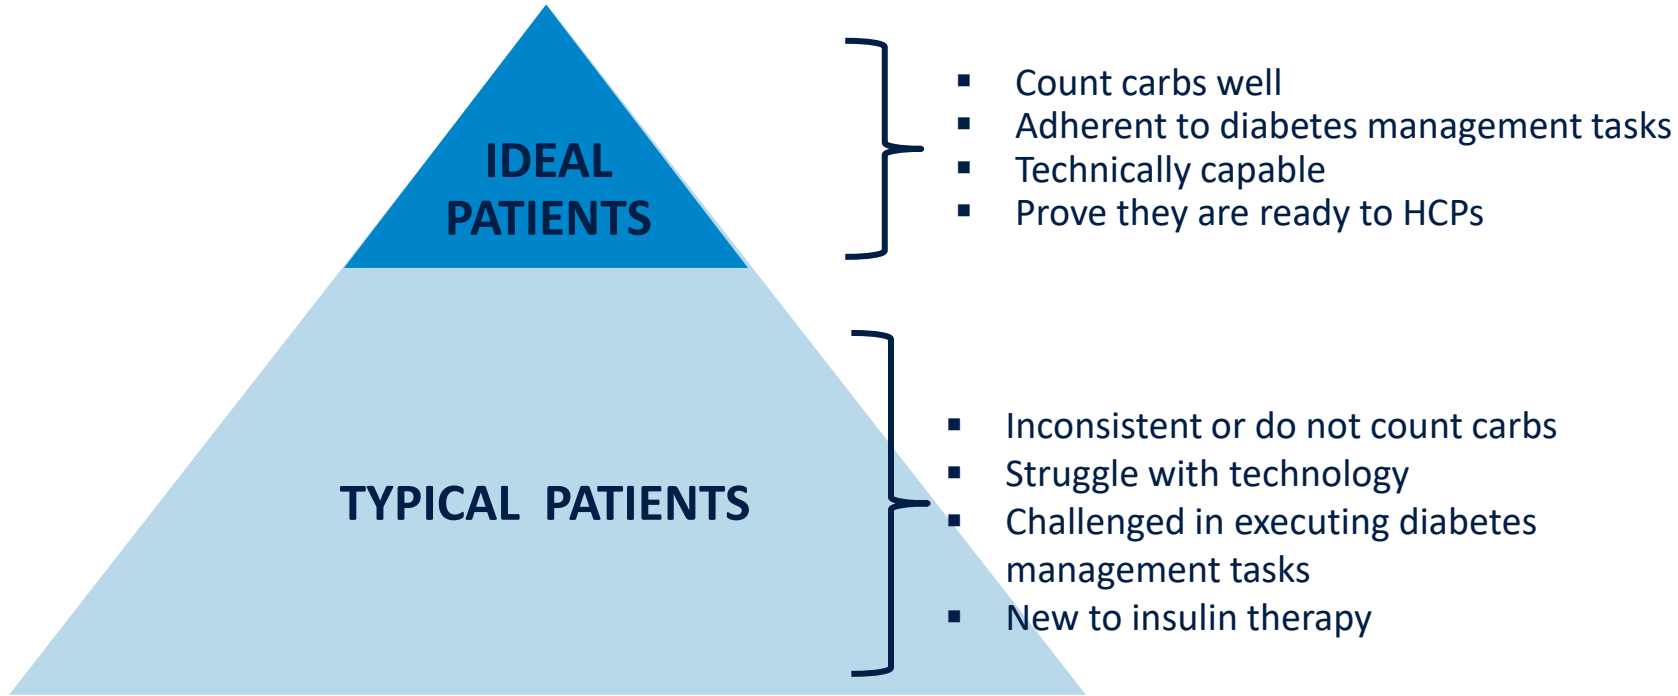 IDEAL
PATIENTS
▪ Count carbs well
▪ Adherent to diabetes management tasks
▪ Technically capable
▪ Prove they are ready to HCPs
TYPICAL PATIENTS
▪ Inconsistent or do not count carbs
▪ Struggle with technology
▪ Challenged in executing diabetes
management tasks
▪ New to insulin therapy